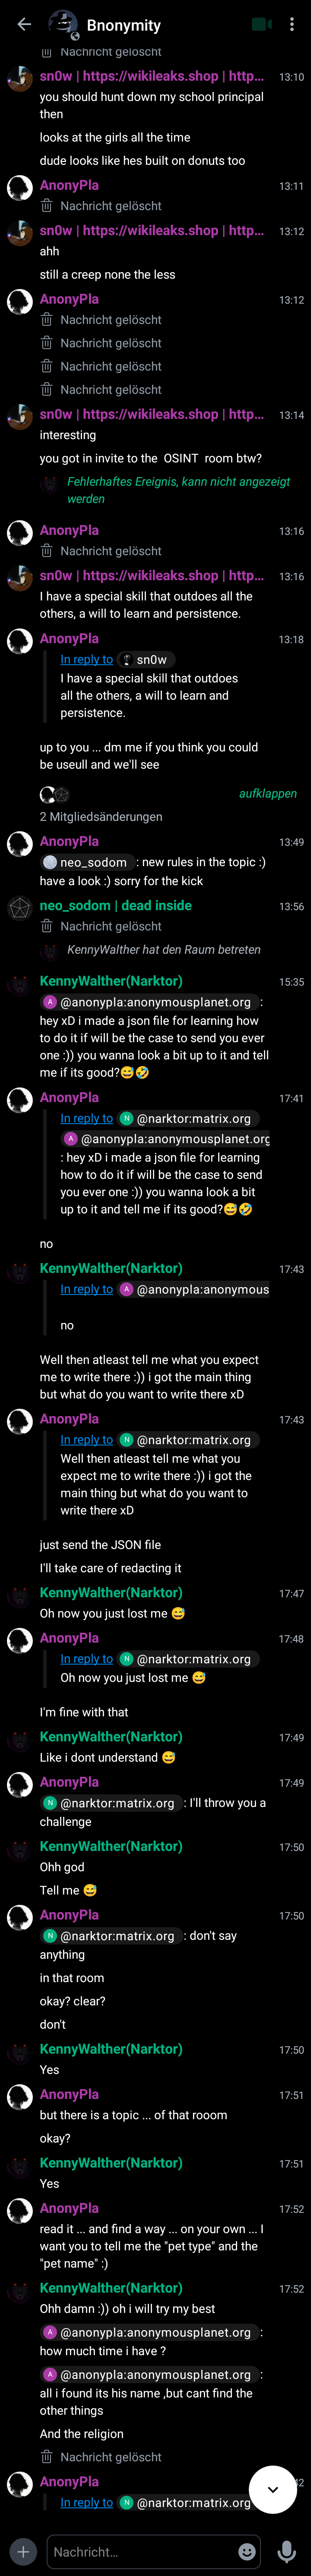 Bnonymity
Nachricht gelöscht
sn0w | https://wikileaks.shop | http... 13:10
you should hunt down my school principal
then
looks at the girls all the time
dude looks like hes built on donuts too
AnonyPla 13:11
Nachricht gelöscht
sn0w | https://wikileaks.shop | http... 13:12
ahh
still a creep none the less
AnonyPla 13:12
Nachricht gelöscht
Nachricht gelöscht
Nachricht gelöscht
Nachricht gelöscht
sn0w | https://wikileaks.shop | http... 13:14
interesting
you got in invite to the OSINT room btw?
Fehlerhaftes Ereignis, kann nicht angezeigt
werden
AnonyPla 13:16
Nachricht gelöscht
sn0w | https://wikileaks.shop | http... 13:16
I have a special skill that outdoes all the
others, a will to learn and persistence.
AnonyPla 13:18
In reply to sn0w
I have a special skill that outdoes
all the others, a will to learn and
persistence.
up to you ... dm me if you think you could
be useull and we'll see
aufklappen
2 Mitgliedsänderungen
AnonyPla 13:49
neo_sodom : new rules in the topic :)
have a look :) sorry for the kick
neo_sodom | dead inside 13:56
Nachricht gelöscht
KennyWalther hat den Raum betreten
KennyWalther(Narktor) 15:35
A @anonypla:anonymousplanet.org :
hey xD i made a json file for learning how
to do it if will be the case to send you ever
one :)) you wanna look a bit up to it and tell
me if its good?😅🤣
AnonyPla 17:41
In reply to N @narktor:matrix.org
A @anonypla:anonymousplanet.org
: hey xD i made a json file for learning
how to do it if will be the case to send
you ever one :)) you wanna look a bit
up to it and tell me if its good?😅🤣
no
KennyWalther(Narktor) 17:43
In reply to A @anonypla:anonymous
no
Well then atleast tell me what you expect
me to write there :)) i got the main thing
but what do you want to write there xD
AnonyPla 17:43
In reply to N @narktor:matrix.org
Well then atleast tell me what you
expect me to write there :)) i got the
main thing but what do you want to
write there xD
just send the JSON file
I'll take care of redacting it
KennyWalther(Narktor) 17:47
Oh now you just lost me 😅
AnonyPla 17:48
In reply to N @narktor:matrix.org
Oh now you just lost me 😅
I'm fine with that
KennyWalther(Narktor) 17:49
Like i dont understand 😅
AnonyPla 17:49
N @narktor:matrix.org : I'll throw you a
challenge
KennyWalther(Narktor) 17:50
Ohh god
Tell me 😅
AnonyPla 17:50
N @narktor:matrix.org : don't say
anything
in that room
okay? clear?
don't
KennyWalther(Narktor) 17:50
Yes
AnonyPla 17:51
but there is a topic ... of that rooom
okay?
KennyWalther(Narktor) 17:51
Yes
AnonyPla 17:52
read it ... and find a way ... on your own ... I
want you to tell me the "pet type" and the
"pet name" :)
KennyWalther(Narktor) 17:52
Ohh damn :)) oh i will try my best
A @anonypla:anonymousplanet.org :
how much time i have ?
A @anonypla:anonymousplanet.org :
all i found its his name ,but cant find the
other things
And the religion
Nachricht gelöscht
AnonyPla
In reply to N @narktor:matrix.org
Nachricht...